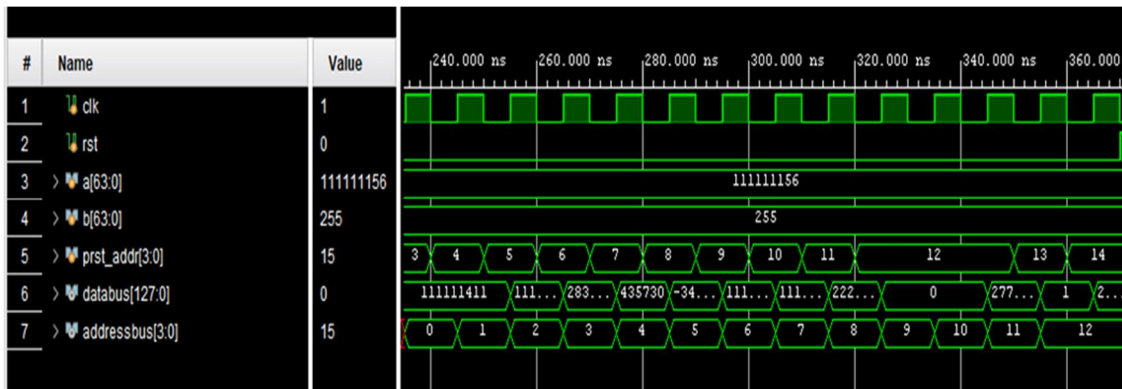 # Name Value 240.000 ns 260.000 ns 280.000 ns 300.000 ns 320.000 ns 340.000 ns 360.000
1 clk 1
2 rst 0
3 > a[63:0] 111111156 111111156
4 > b[63:0] 255 255
5 > prst_addr[3:0] 15 3 4 5 6 7 8 9 10 11 12 13 14
6 > databus[127:0] 0 111111411 111... 283... 435730 -34... 111... 111... 222... 0 277... 1 2...
7 > addressbus[3:0] 15 0 1 2 3 4 5 6 7 8 9 10 11 12